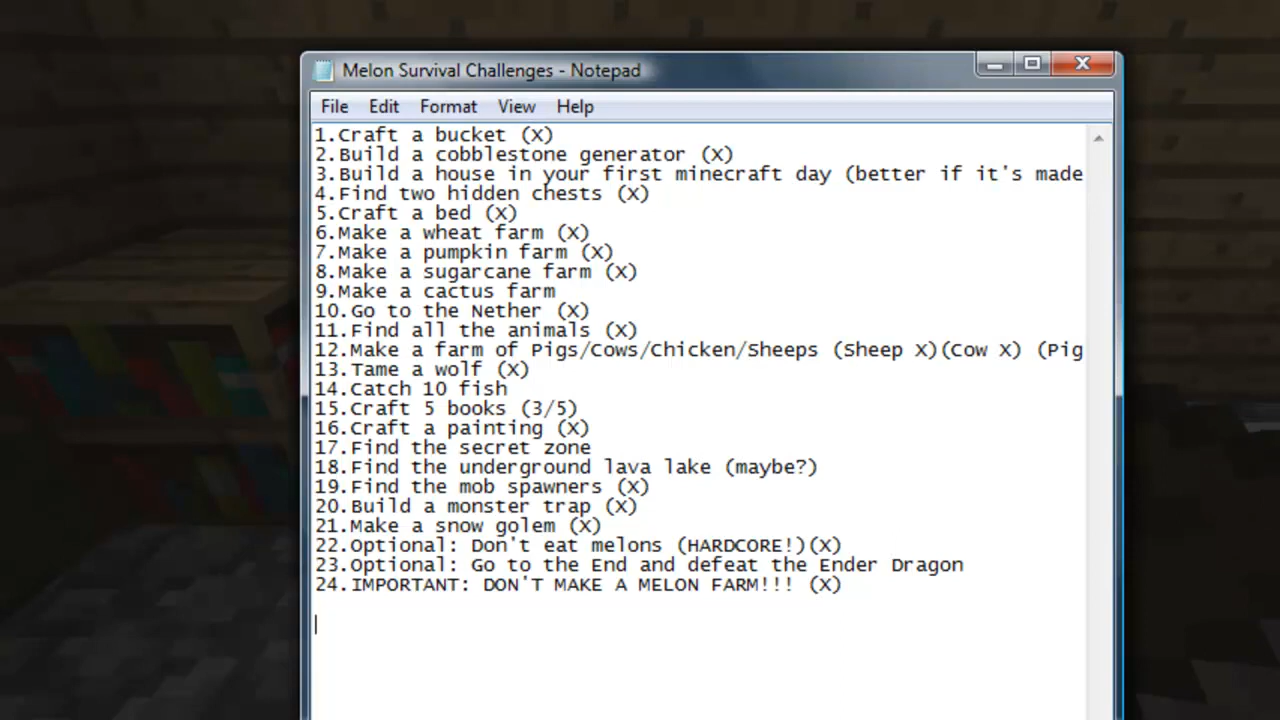 Melon Survival Challenges - Notepad
File Edit Format View Help
1.Craft a bucket (X)
2.Build a cobblestone generator (X)
3.Build a house in your first minecraft day (better if it's made
4.Find two hidden chests (X)
5.Craft a bed (X)
6.Make a wheat farm (X)
7.Make a pumpkin farm (X)
8.Make a sugarcane farm (X)
9.Make a cactus farm
10.Go to the Nether (X)
11.Find all the animals (X)
12.Make a farm of Pigs/Cows/Chicken/Sheeps (Sheep X)(Cow X) (Pig
13.Tame a wolf (X)
14.Catch 10 fish
15.Craft 5 books (3/5)
16.Craft a painting (X)
17.Find the secret zone
18.Find the underground lava lake (maybe?)
19.Find the mob spawners (X)
20.Build a monster trap (X)
21.Make a snow golem (X)
22.Optional: Don't eat melons (HARDCORE!)(X)
23.Optional: Go to the End and defeat the Ender Dragon
24.IMPORTANT: DON'T MAKE A MELON FARM!!! (X)